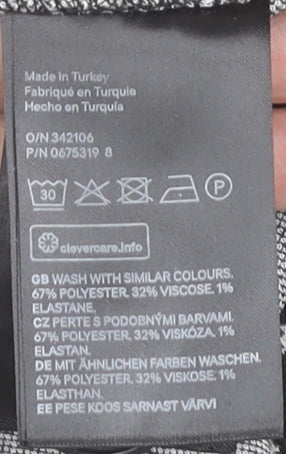 Made in Turkey
Fabriqué en Turquie
Hecho en Turquía
O/N 342106
P/N 0675319 8
30 P
clevercare.info
GB WASH WITH SIMILAR COLOURS.
67% POLYESTER. 32% VISCOSE. 1%
ELASTANE.
CZ PERTE S PODOBNÝMI BARVAMI.
67% POLYESTER. 32% VISKÓZA. 1%
ELASTAN.
DE MIT ÄHNLICHEN FARBEN WASCHEN.
67% POLYESTER. 32% VISKOSE. 1%
ELASTHAN.
EE PESE KOOS SARNAST VÄRVI